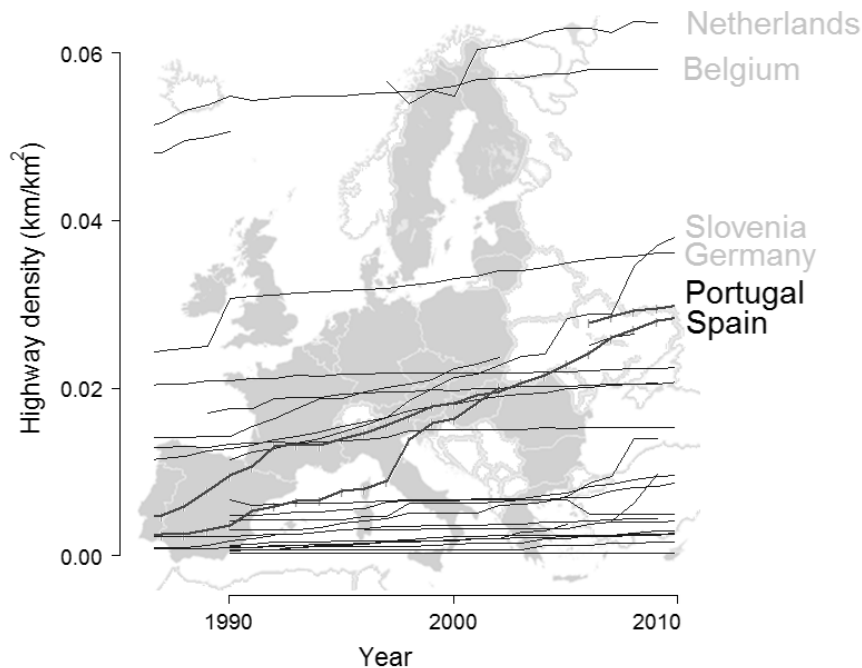 Netherlands
Belgium
Slovenia
Germany
Portugal
Spain
Highway density (km/km²)
0.06
0.04
0.02
0.00
1990
2000
2010
Year